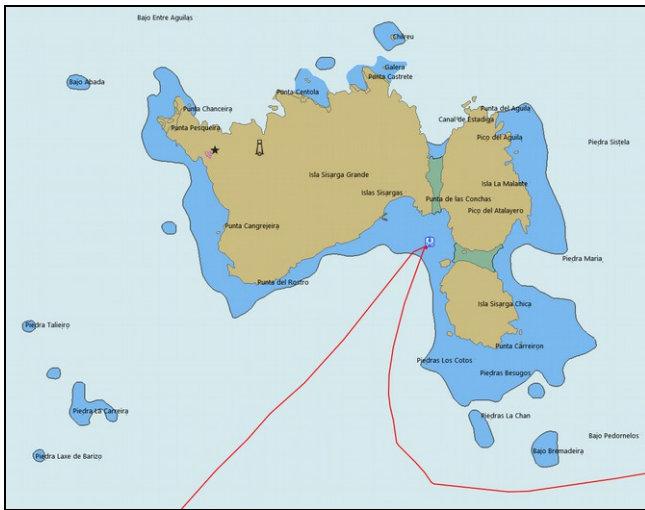 Bajo Entre Aguilas
Chilreu
Galera
Punta Castrete
Bajo Abada
Punta Centola
Punta Chanceira
Punta del Aguila
Canal de Estadiga
Punta Pesqueira
Pico del Aguila
Piedra Sistela
Isla Sisarga Grande
Isla La Malante
Islas Sisargas
Punta de las Conchas
Pico del Atalayero
Punta Cangrejeira
Piedra Maria
Punta del Rostro
Isla Sisarga Chica
Piedra Talieiro
Punta Carreiron
Piedras Los Cotos
Piedras Besugos
Piedra La Carreira
Piedras La Chan
Bajo Pedornelos
Bajo Bremadeira
Piedra Laxe de Barizo